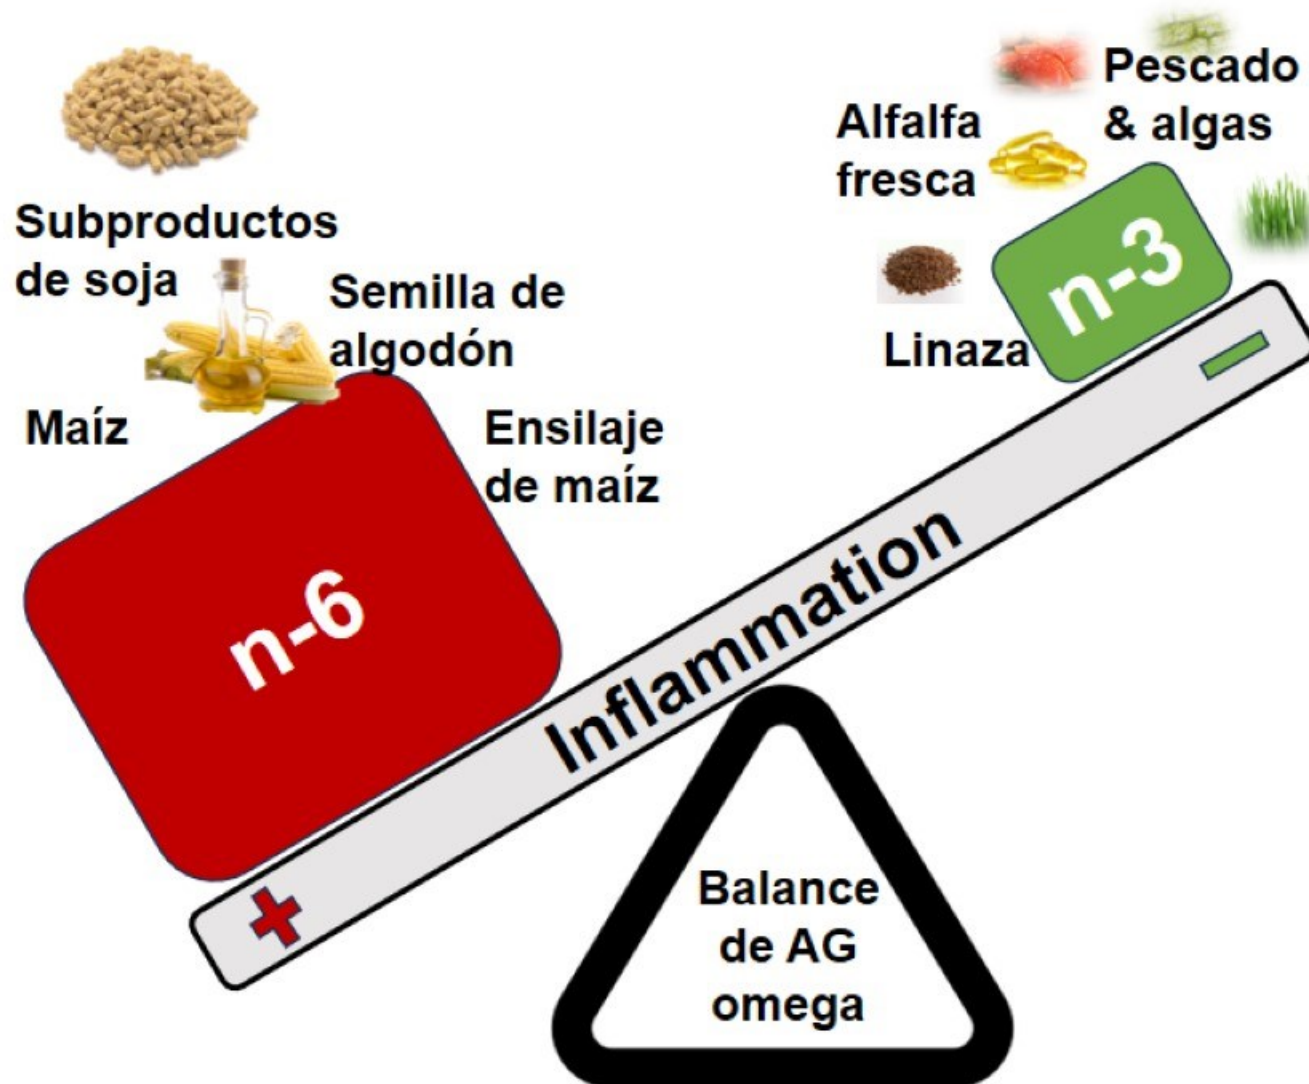 Subproductos
de soja
Semilla de
algodón
Maíz
Ensilaje
de maíz
n-6
Alfalfa
fresca
Pescado
& algas
Linaza
n-3
Inflammation
Balance
de AG
omega